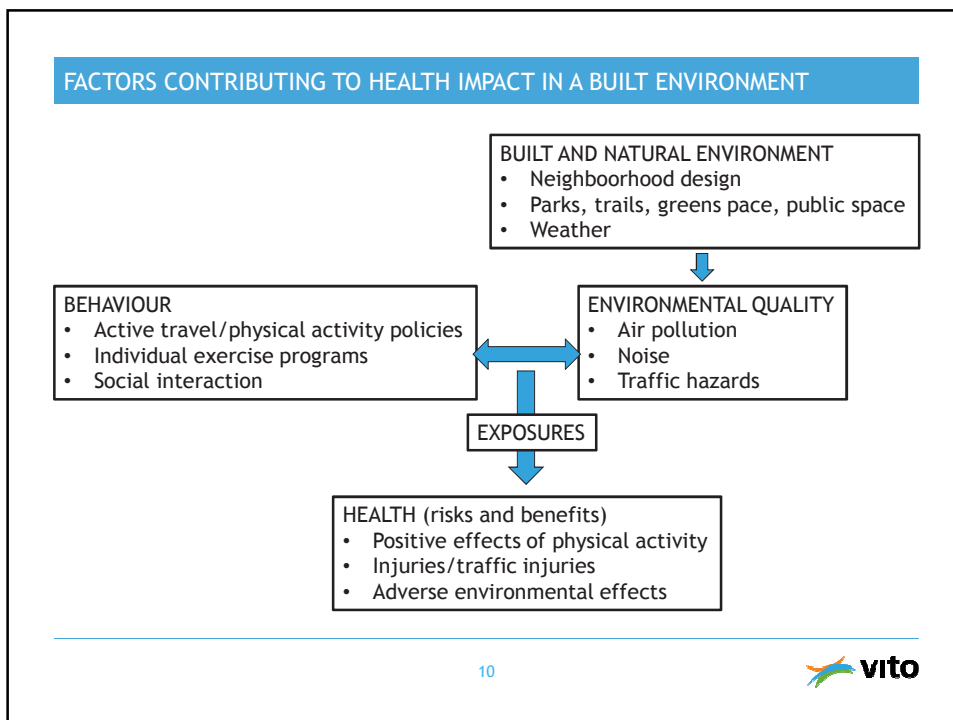 FACTORS CONTRIBUTING TO HEALTH IMPACT IN A BUILT ENVIRONMENT
BUILT AND NATURAL ENVIRONMENT
• Neighboorhood design
• Parks, trails, greens pace, public space
• Weather
BEHAVIOUR
• Active travel/physical activity policies
• Individual exercise programs
• Social interaction
ENVIRONMENTAL QUALITY
• Air pollution
• Noise
• Traffic hazards
EXPOSURES
HEALTH (risks and benefits)
• Positive effects of physical activity
• Injuries/traffic injuries
• Adverse environmental effects
10
vito